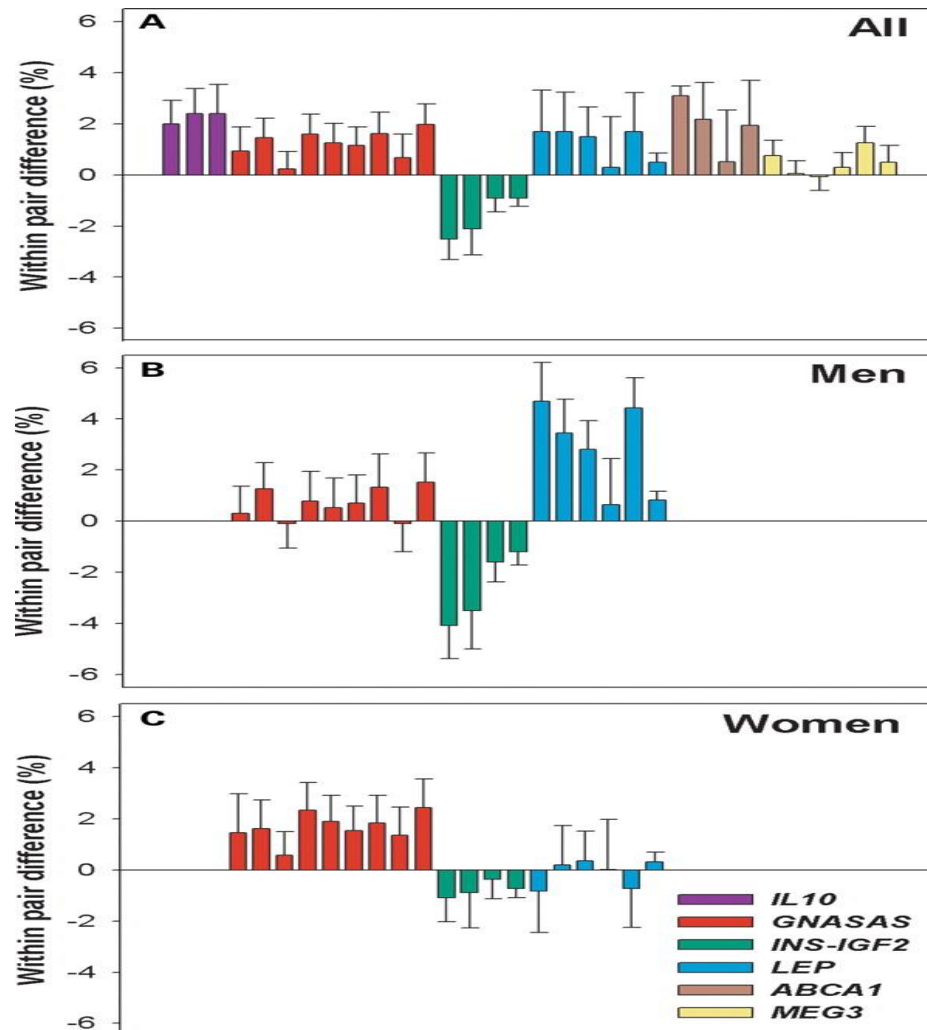 A
All
Within pair difference (%)
6
4
2
0
-2
-4
-6
B
Men
Within pair difference (%)
6
4
2
0
-2
-4
-6
C
Women
Within pair difference (%)
6
4
2
0
-2
-4
-6
IL10
GNASAS
INS-IGF2
LEP
ABCA1
MEG3